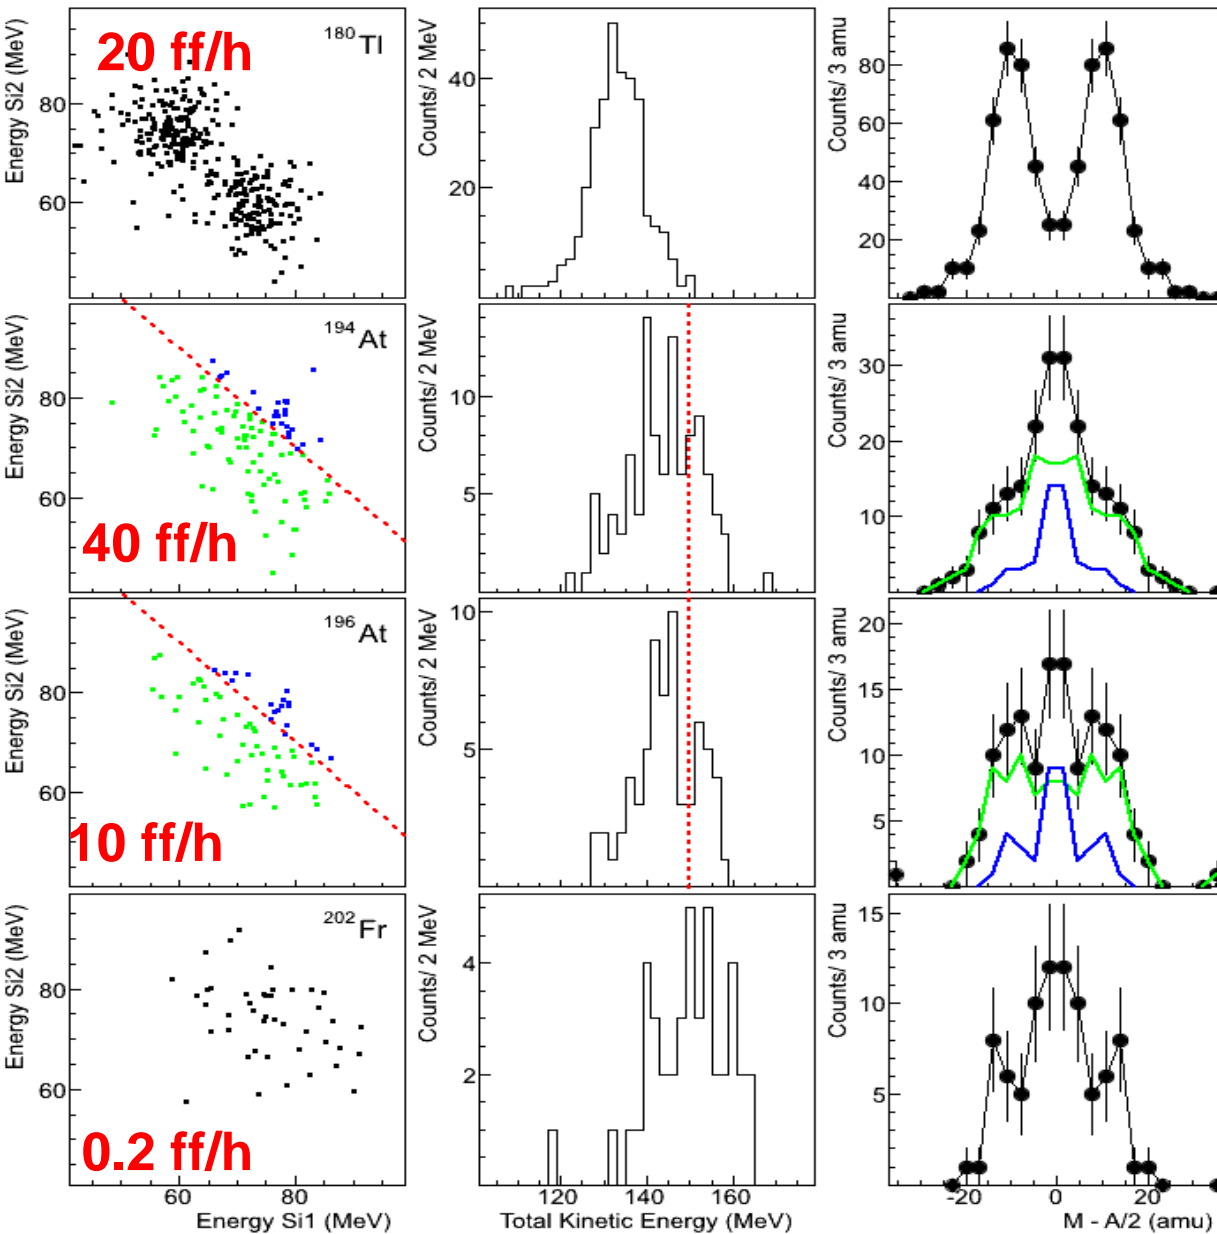 20 ff/h
180Tl
Energy Si2 (MeV)
80
60
Counts/ 2 MeV
40
20
Counts/ 3 amu
80
60
40
20
194At
40 ff/h
Energy Si2 (MeV)
80
60
Counts/ 2 MeV
10
5
Counts/ 3 amu
30
20
10
196At
10 ff/h
Energy Si2 (MeV)
80
60
Counts/ 2 MeV
10
5
Counts/ 3 amu
20
15
10
5
202Fr
0.2 ff/h
Energy Si2 (MeV)
80
60
Counts/ 2 MeV
4
2
Counts/ 3 amu
15
10
5
60 80
Energy Si1 (MeV)
120 140 160
Total Kinetic Energy (MeV)
-20 0 20
M - A/2 (amu)